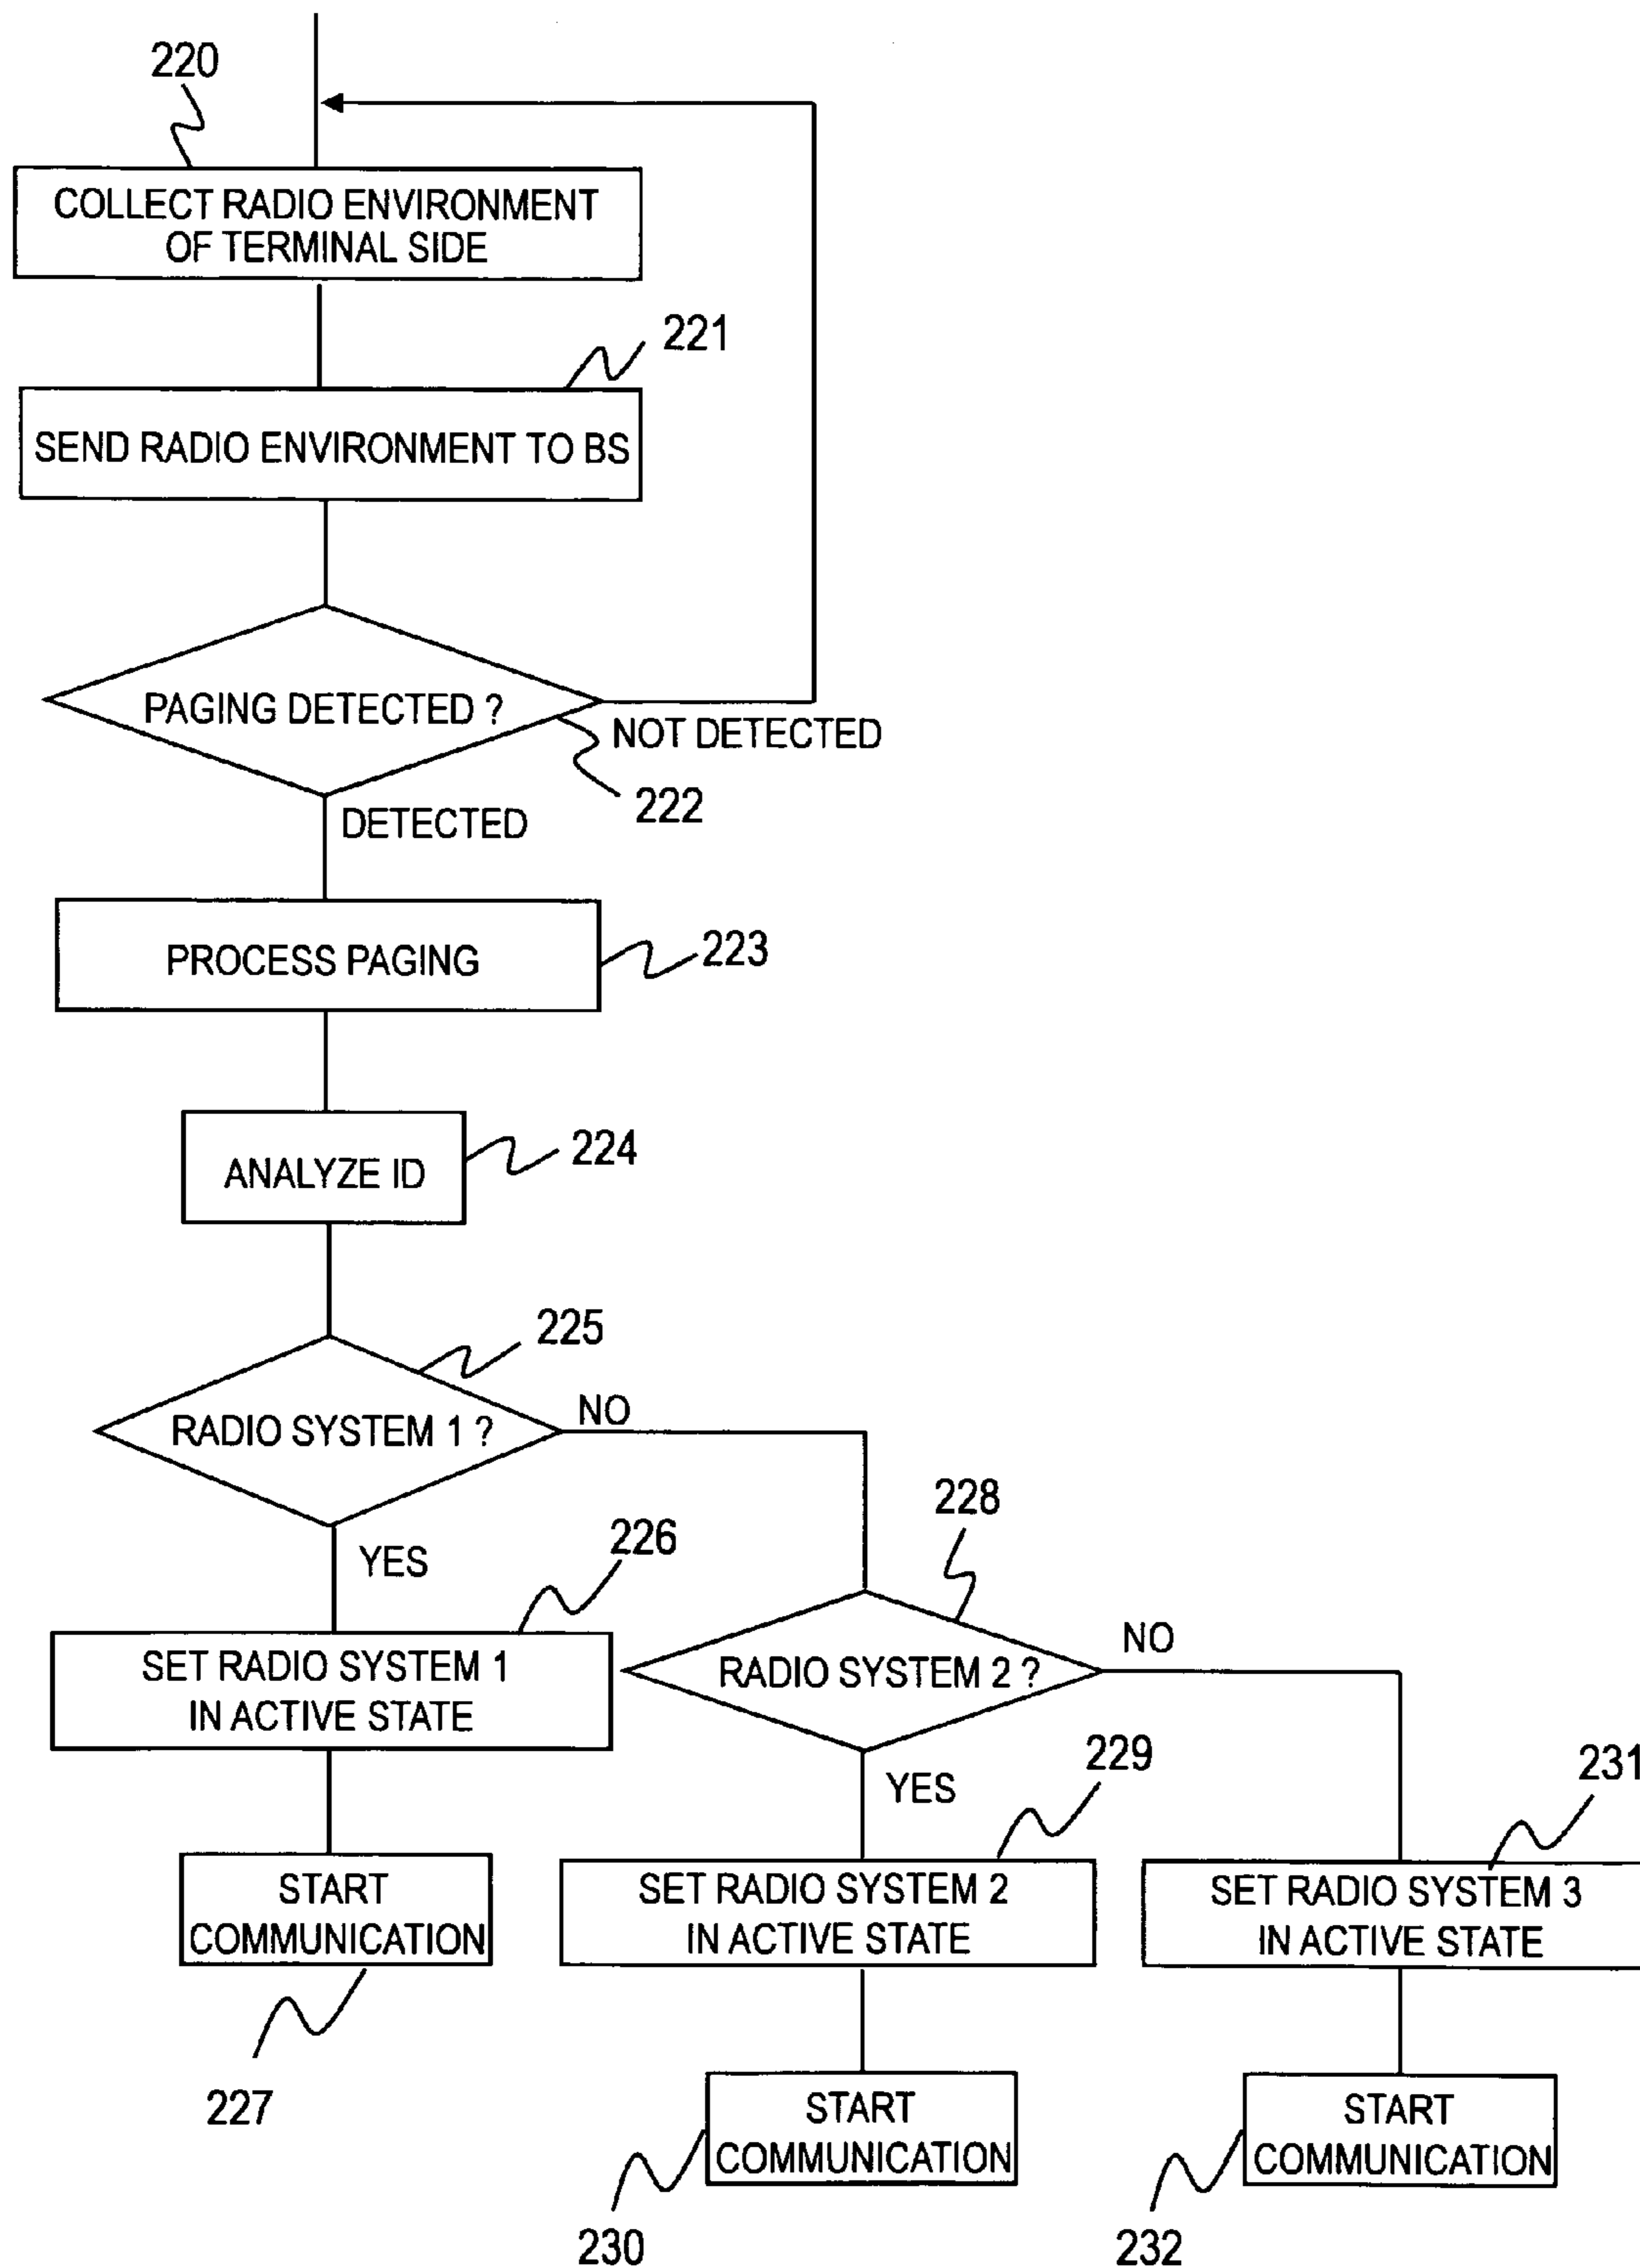 220
COLLECT RADIO ENVIRONMENT
OF TERMINAL SIDE
221
SEND RADIO ENVIRONMENT TO BS
PAGING DETECTED ?
NOT DETECTED
222
DETECTED
PROCESS PAGING
223
ANALYZE ID
224
225
RADIO SYSTEM 1 ?
NO
YES
226
228
SET RADIO SYSTEM 1
IN ACTIVE STATE
RADIO SYSTEM 2 ?
NO
YES
229
231
START
COMMUNICATION
227
SET RADIO SYSTEM 2
IN ACTIVE STATE
SET RADIO SYSTEM 3
IN ACTIVE STATE
START
COMMUNICATION
230
START
COMMUNICATION
232